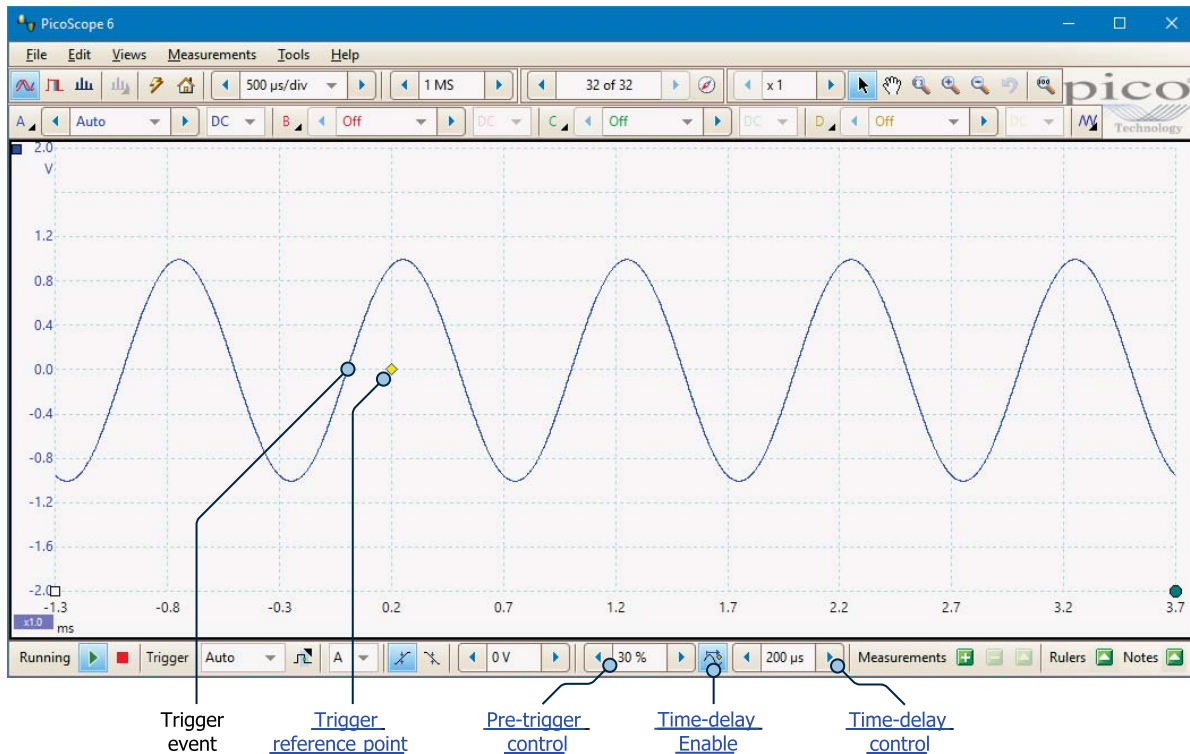 PicoScope 6
File Edit Views Measurements Tools Help
500 µs/div 1 MS 32 of 32 x 1
pico
Technology
A Auto DC B Off DC C Off DC D Off DC
2.0
V
1.2
0.8
0.4
0.0
-0.4
-0.8
-1.2
-1.6
-2.0
-1.3 -0.8 -0.3 0.2 0.7 1.2 1.7 2.2 2.7 3.2 3.7
x1.0 ms
Running Trigger Auto A 0 V 30 % 200 µs Measurements Rulers Notes
Trigger event
Trigger reference point
Pre-trigger control
Time-delay Enable
Time-delay control